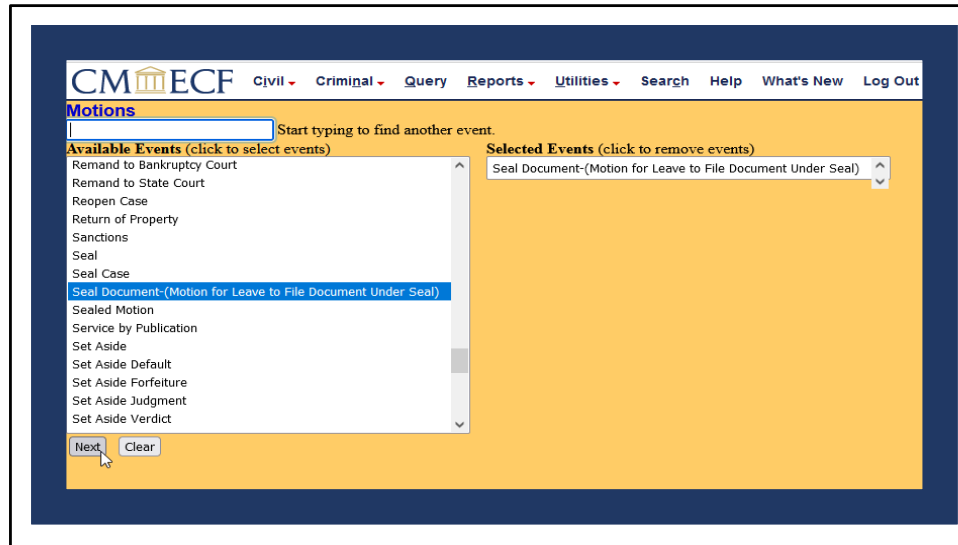 CM ECF Civil Criminal Query Reports Utilities Search Help What's New Log Out
Motions
Start typing to find another event.
Available Events (click to select events) Selected Events (click to remove events)
Remand to Bankruptcy Court Seal Document-(Motion for Leave to File Document Under Seal)
Remand to State Court
Reopen Case
Return of Property
Sanctions
Seal
Seal Case
Seal Document-(Motion for Leave to File Document Under Seal)
Sealed Motion
Service by Publication
Set Aside
Set Aside Default
Set Aside Forfeiture
Set Aside Judgment
Set Aside Verdict
Next Clear